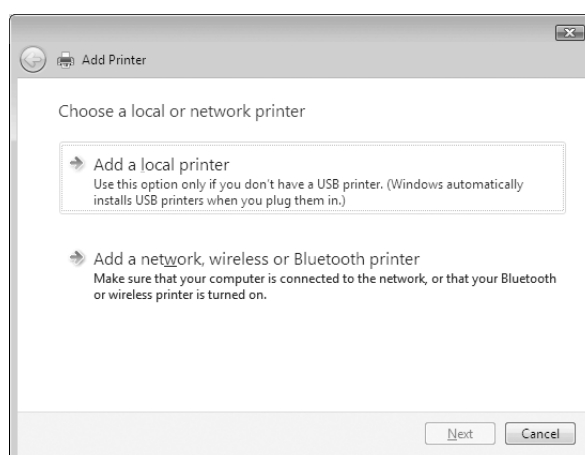 Add Printer
Choose a local or network printer
Add a local printer
Use this option only if you don't have a USB printer. (Windows automatically
installs USB printers when you plug them in.)
Add a network, wireless or Bluetooth printer
Make sure that your computer is connected to the network, or that your Bluetooth
or wireless printer is turned on.
Next Cancel